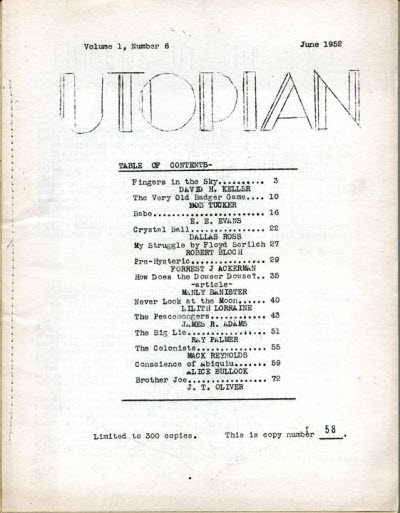 Volume 1, Number 6 June 1952
UTOPIAN
TABLE OF CONTENTS-
Fingers in the Sky.......... 3
DAVID H. KELLER
The Very Old Badger Game.... 10
BOB TUCKER
Bebe........................ 16
E. E. EVANS
Crystal Ball................ 22
DALLAS ROSS
My Struggle by Floyd Scrilch 27
ROBERT BLOCH
Pre-Hysteric................ 29
FORREST J ACKERMAN
How Does the Dowser Dowse?.. 35
-article-
MANLY BANISTER
Never Look at the Moon...... 40
LILITH LORRAINE
The Peacemongers............ 43
JAMES R. ADAMS
The Big Lie................. 51
RAY PALMER
The Colonists............... 55
MACK REYNOLDS
Conscience of Abiquiu....... 59
ALICE BULLOCK
Brother Joe................. 72
J. T. OLIVER
Limited to 300 copies. This is copy number 58.